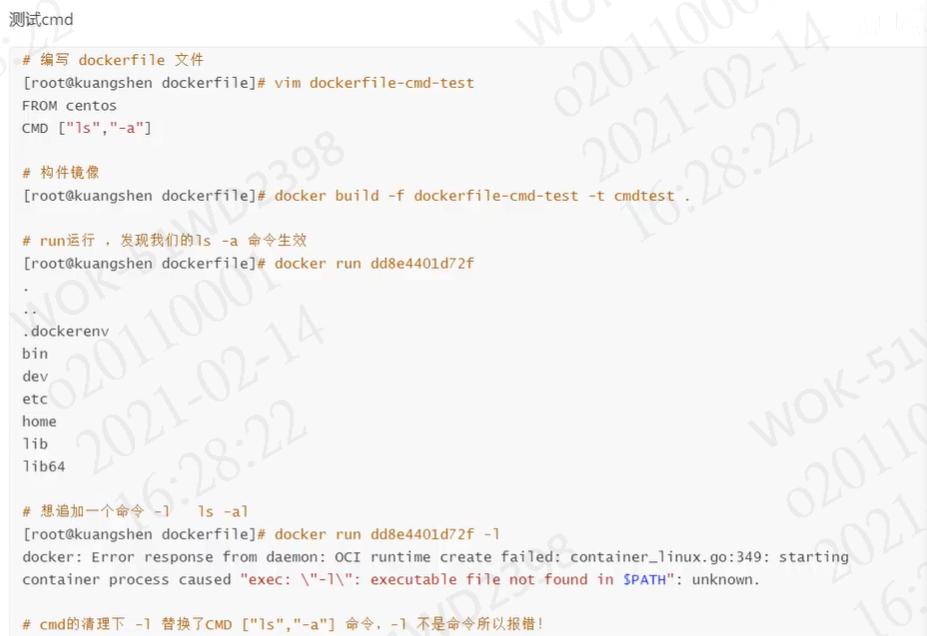 测试cmd
# 编写 dockerfile 文件
[root@kuangshen dockerfile]# vim dockerfile-cmd-test
FROM centos
CMD ["ls","-a"]
# 构件镜像
[root@kuangshen dockerfile]# docker build -f dockerfile-cmd-test -t cmdtest .
# run运行 ，发现我们的ls -a 命令生效
[root@kuangshen dockerfile]# docker run dd8e4401d72f
.
..
.dockerenv
bin
dev
etc
home
lib
lib64
# 想追加一个命令 -l   ls -al
[root@kuangshen dockerfile]# docker run dd8e4401d72f -l
docker: Error response from daemon: OCI runtime create failed: container_linux.go:349: starting
container process caused "exec: \"-l\": executable file not found in $PATH": unknown.
# cmd的清理下 -l 替换了CMD ["ls","-a"] 命令，-l 不是命令所以报错！
WOK-51WD2398
o20110001
2021-02-14
16:28:22